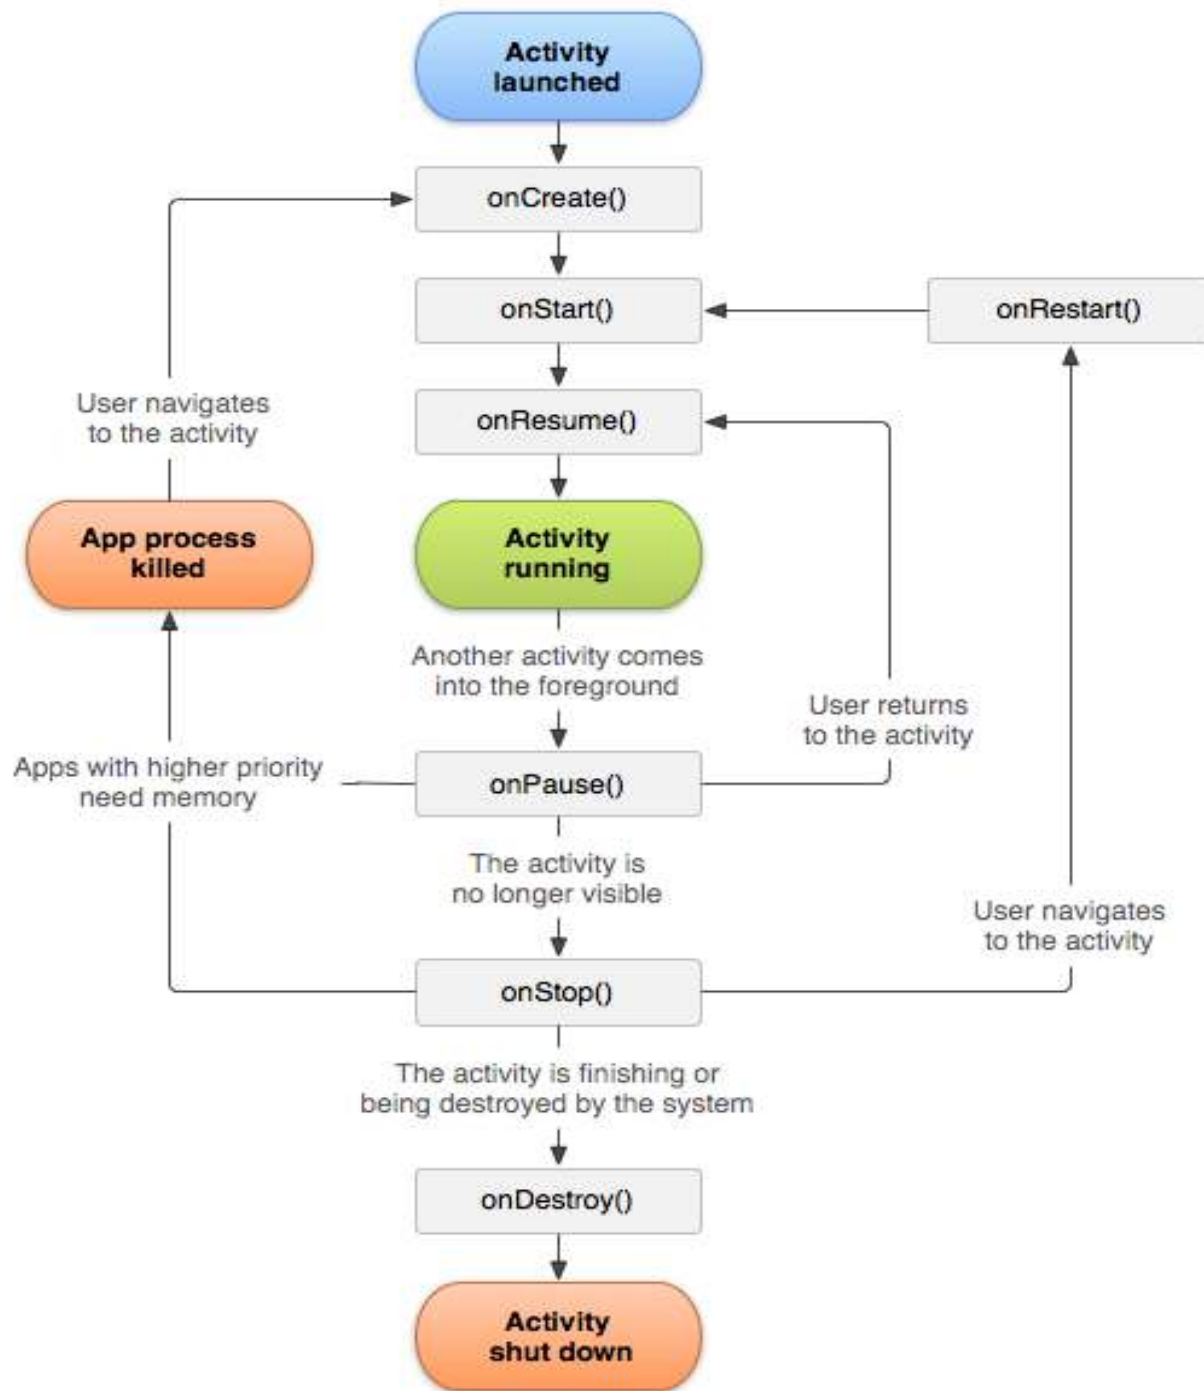 Activity
launched
onCreate()
onStart()
onRestart()
User navigates
to the activity
onResume()
App process
killed
Activity
running
Another activity comes
into the foreground
User returns
to the activity
Apps with higher priority
need memory
onPause()
The activity is
no longer visible
User navigates
to the activity
onStop()
The activity is finishing or
being destroyed by the system
onDestroy()
Activity
shut down